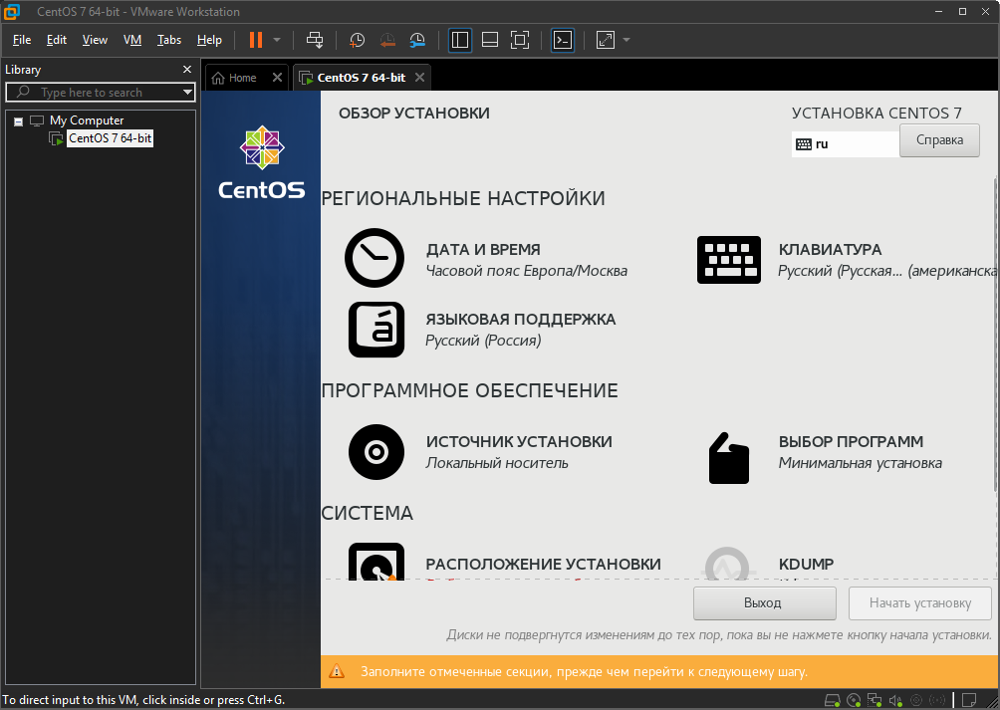 CentOS 7 64-bit - VMware Workstation
File Edit View VM Tabs Help
Library
Type here to search
My Computer
CentOS 7 64-bit
Home
CentOS 7 64-bit
CentOS
ОБЗОР УСТАНОВКИ
УСТАНОВКА CENTOS 7
ru
Справка
РЕГИОНАЛЬНЫЕ НАСТРОЙКИ
ДАТА И ВРЕМЯ
Часовой пояс Европа/Москва
КЛАВИАТУРА
Русский (Русская... (американска
ЯЗЫКОВАЯ ПОДДЕРЖКА
Русский (Россия)
ПРОГРАММНОЕ ОБЕСПЕЧЕНИЕ
ИСТОЧНИК УСТАНОВКИ
Локальный носитель
ВЫБОР ПРОГРАММ
Минимальная установка
СИСТЕМА
РАСПОЛОЖЕНИЕ УСТАНОВКИ
KDUMP
Выход
Начать установку
Диски не подвергнутся изменениям до тех пор, пока вы не нажмете кнопку начала установки.
Заполните отмеченные секции, прежде чем перейти к следующему шагу.
To direct input to this VM, click inside or press Ctrl+G.